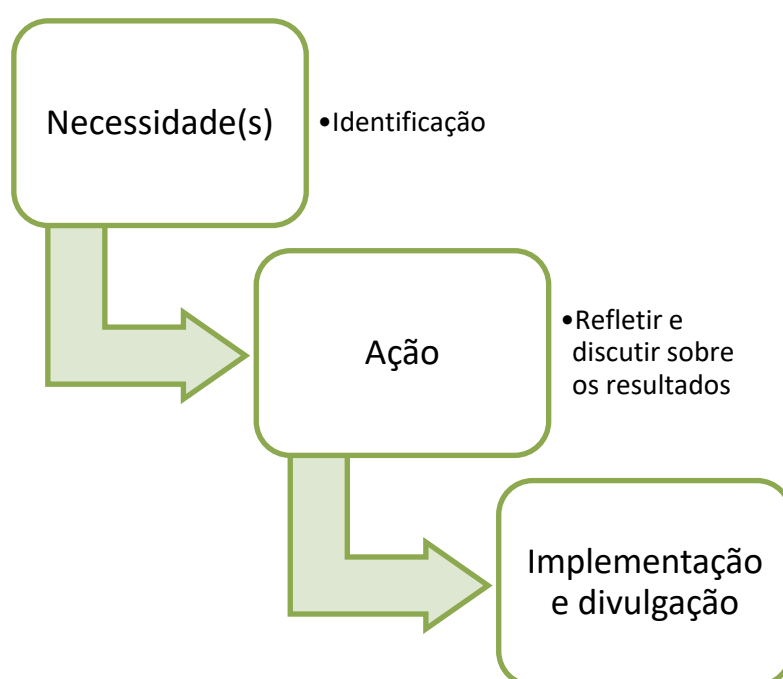 Necessidade(s)
•Identificação
Ação
•Refletir e
discutir sobre
os resultados
Implementação
e divulgação